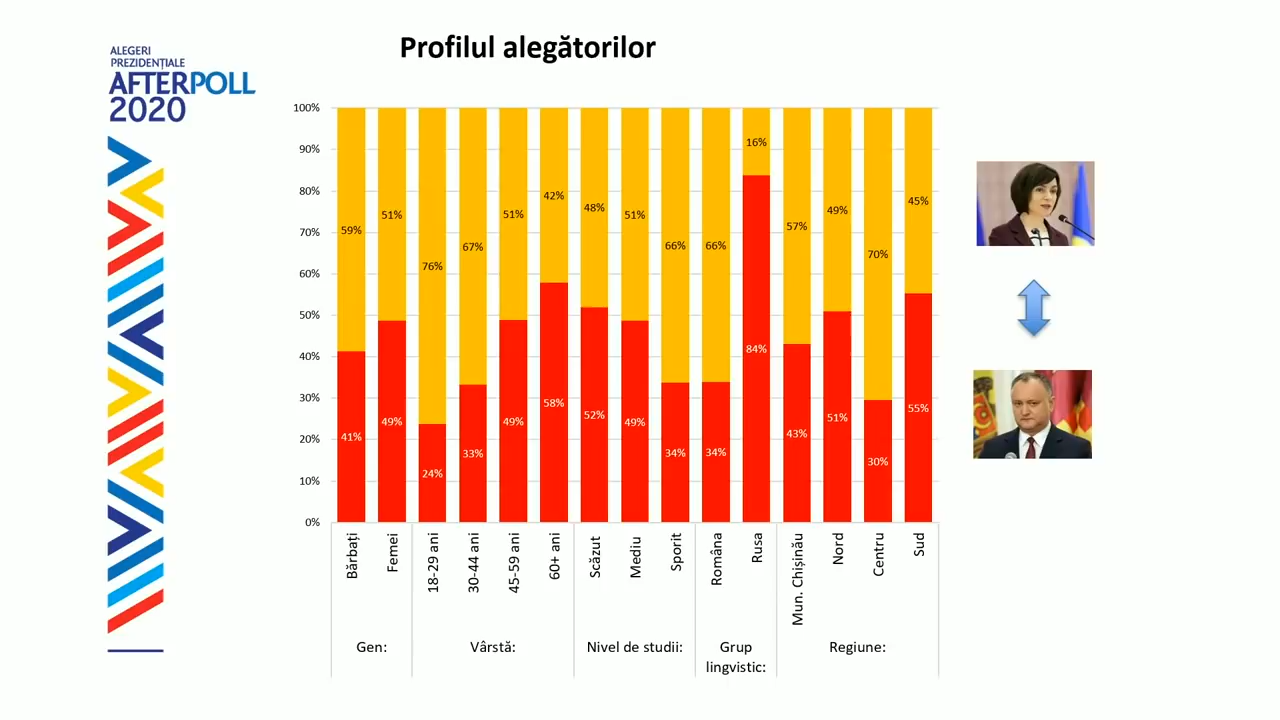 ALEGERI
PREZIDENȚIALE
AFTERPOLL
2020
Profilul alegătorilor
100%
90%
80%
70%
60%
50%
40%
30%
20%
10%
0%
59% 51% 76% 67% 51% 42% 48% 51% 66% 66% 16% 57% 49% 70% 45%
41% 49% 24% 33% 49% 58% 52% 49% 34% 34% 84% 43% 51% 30% 55%
Bărbați
Femei
18-29 ani
30-44 ani
45-59 ani
60+ ani
Scăzut
Mediu
Sporit
Româna
Rusa
Mun. Chișinău
Nord
Centru
Sud
Gen:
Vârstă:
Nivel de studii:
Grup
lingvistic:
Regiune: